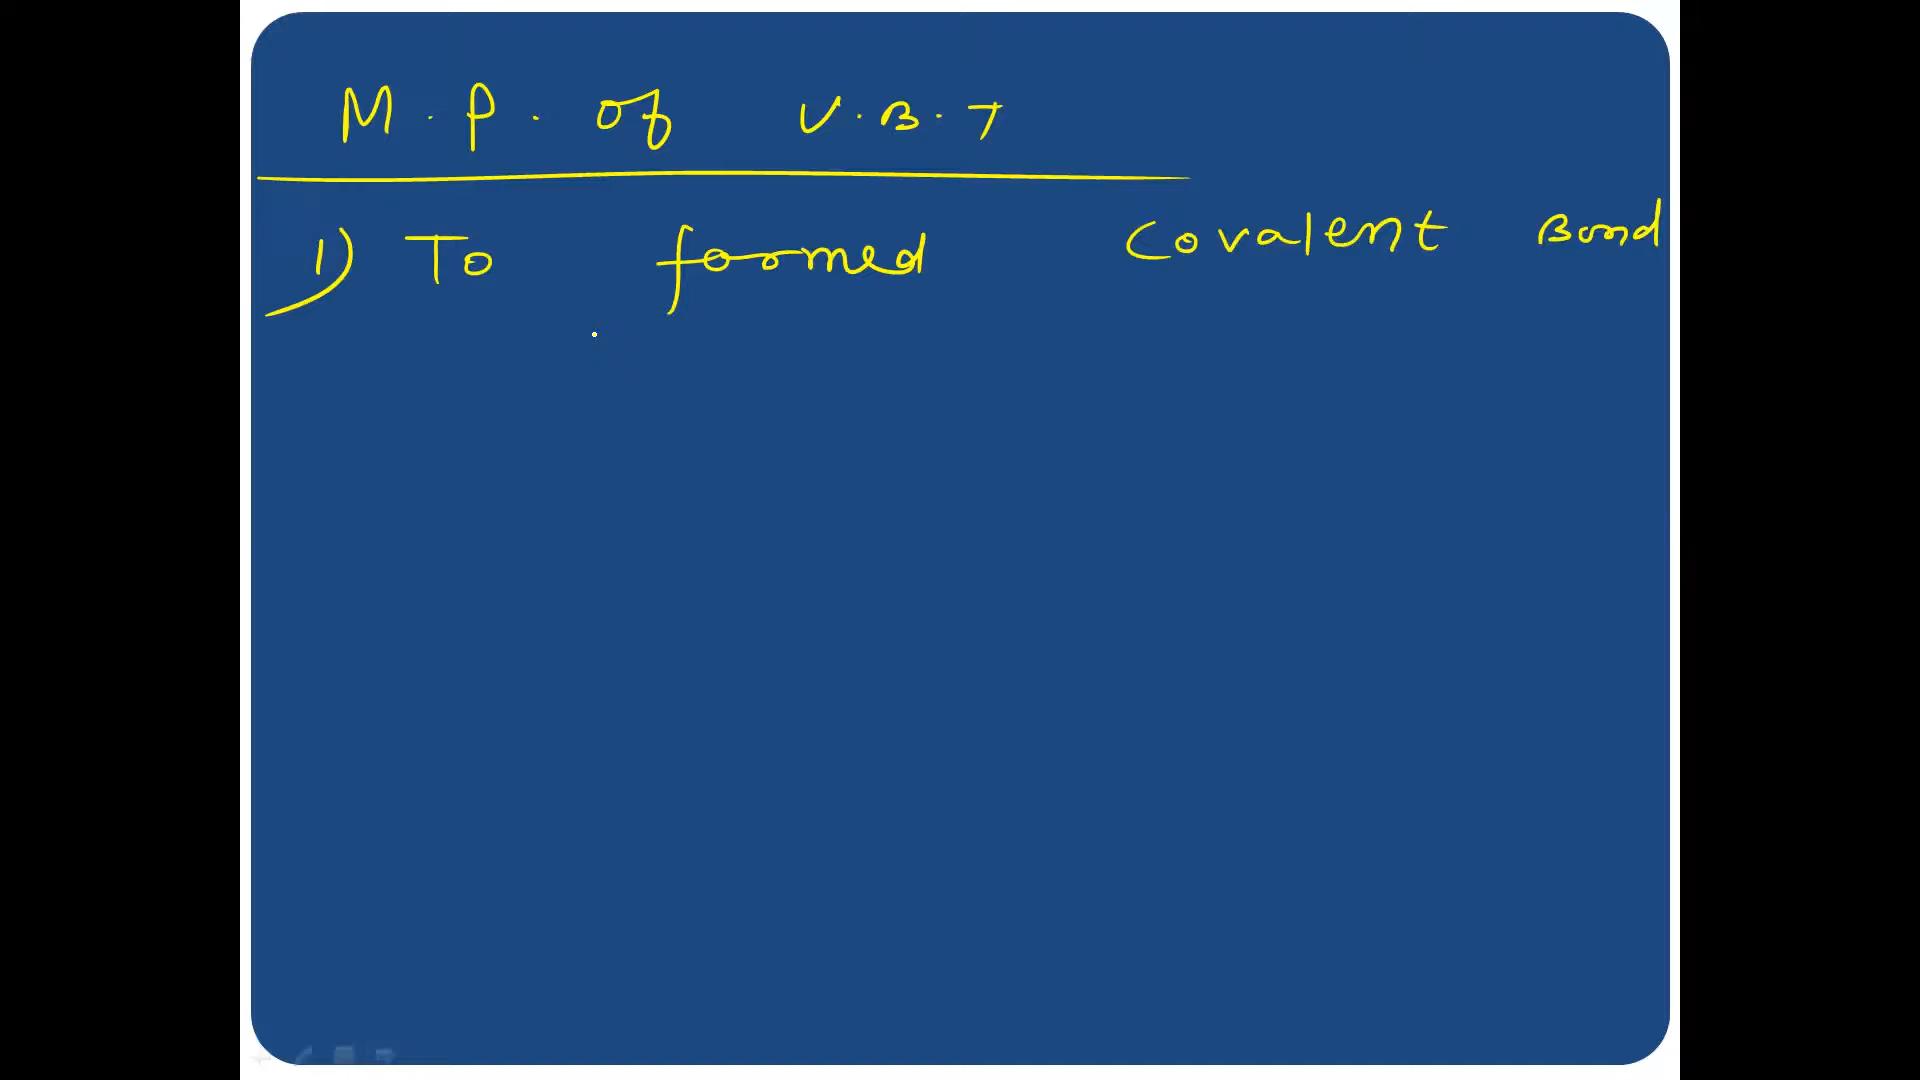 M. P. of V.B.T
1) To formed Covalent Bond